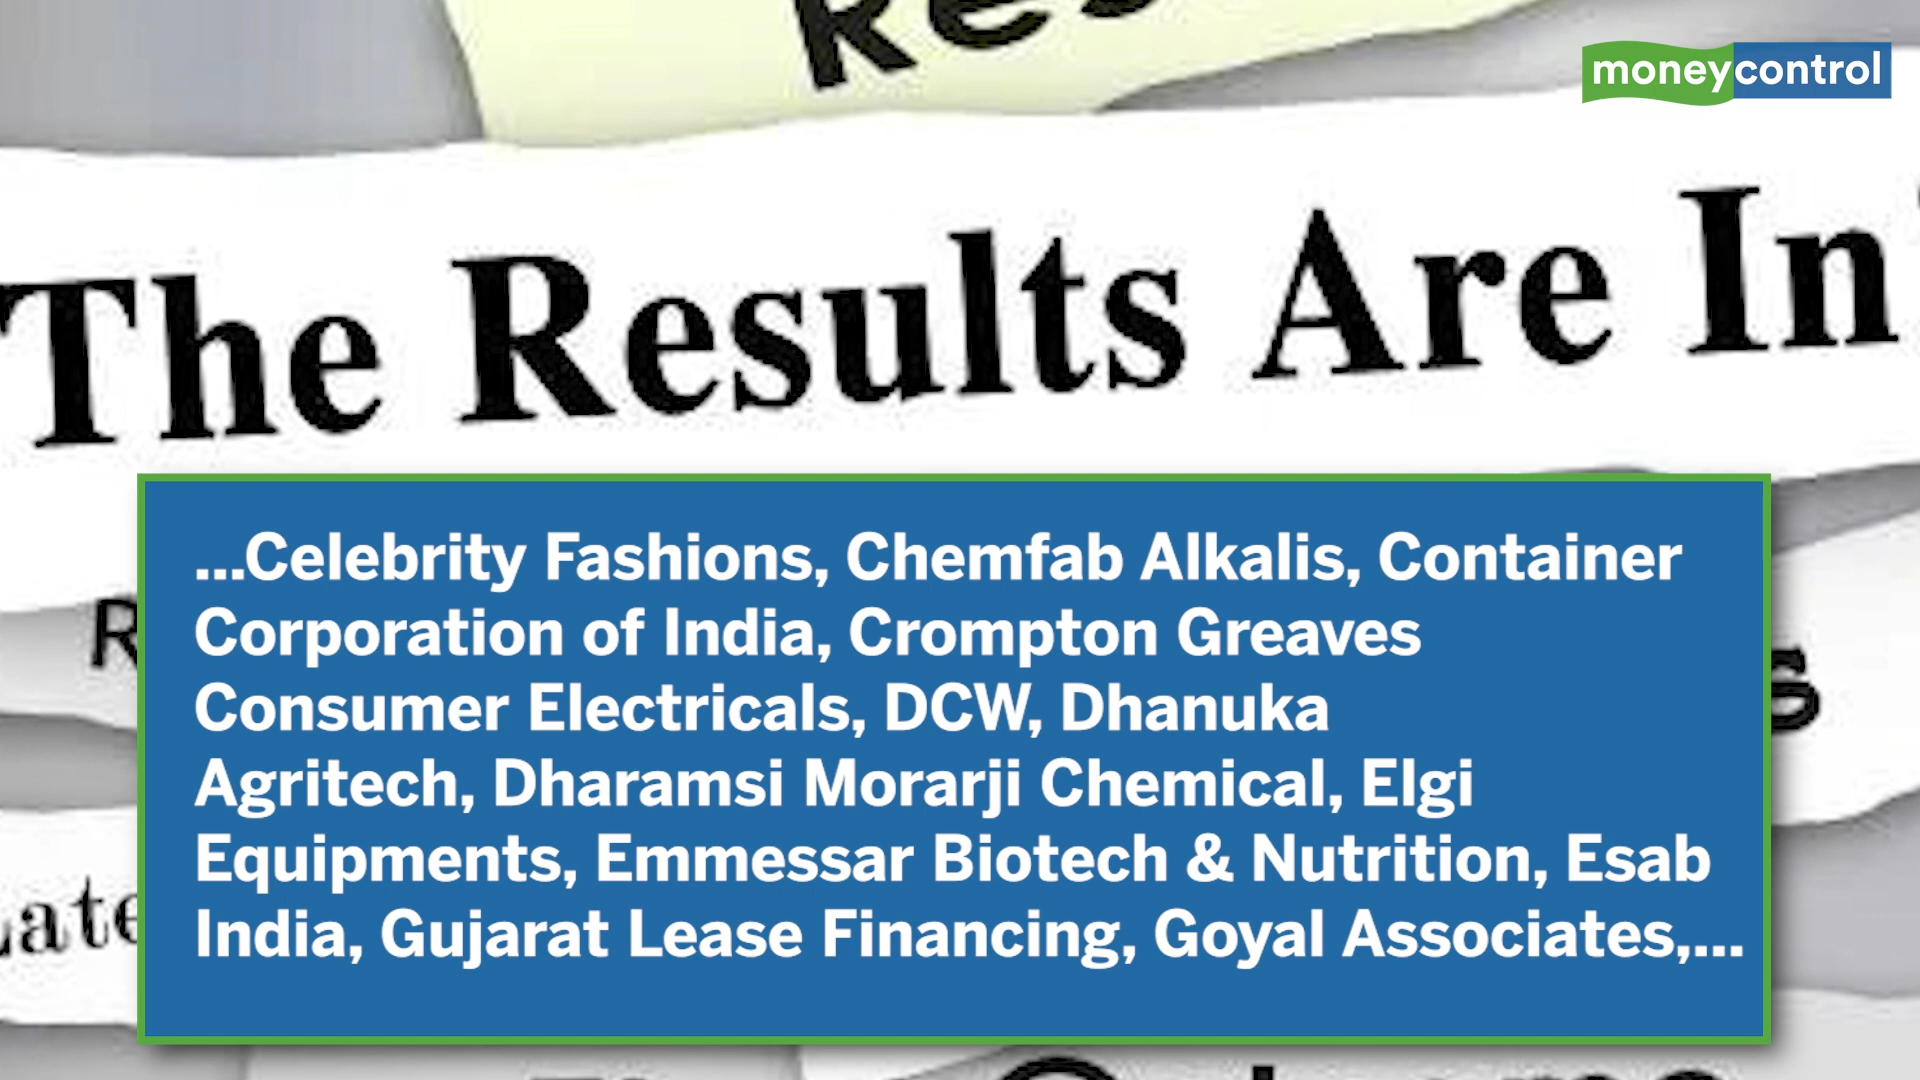 Res
moneycontrol
The Results Are In
...Celebrity Fashions, Chemfab Alkalis, Container
Corporation of India, Crompton Greaves
Consumer Electricals, DCW, Dhanuka
Agritech, Dharamsi Morarji Chemical, Elgi
Equipments, Emmessar Biotech & Nutrition, Esab
India, Gujarat Lease Financing, Goyal Associates,...